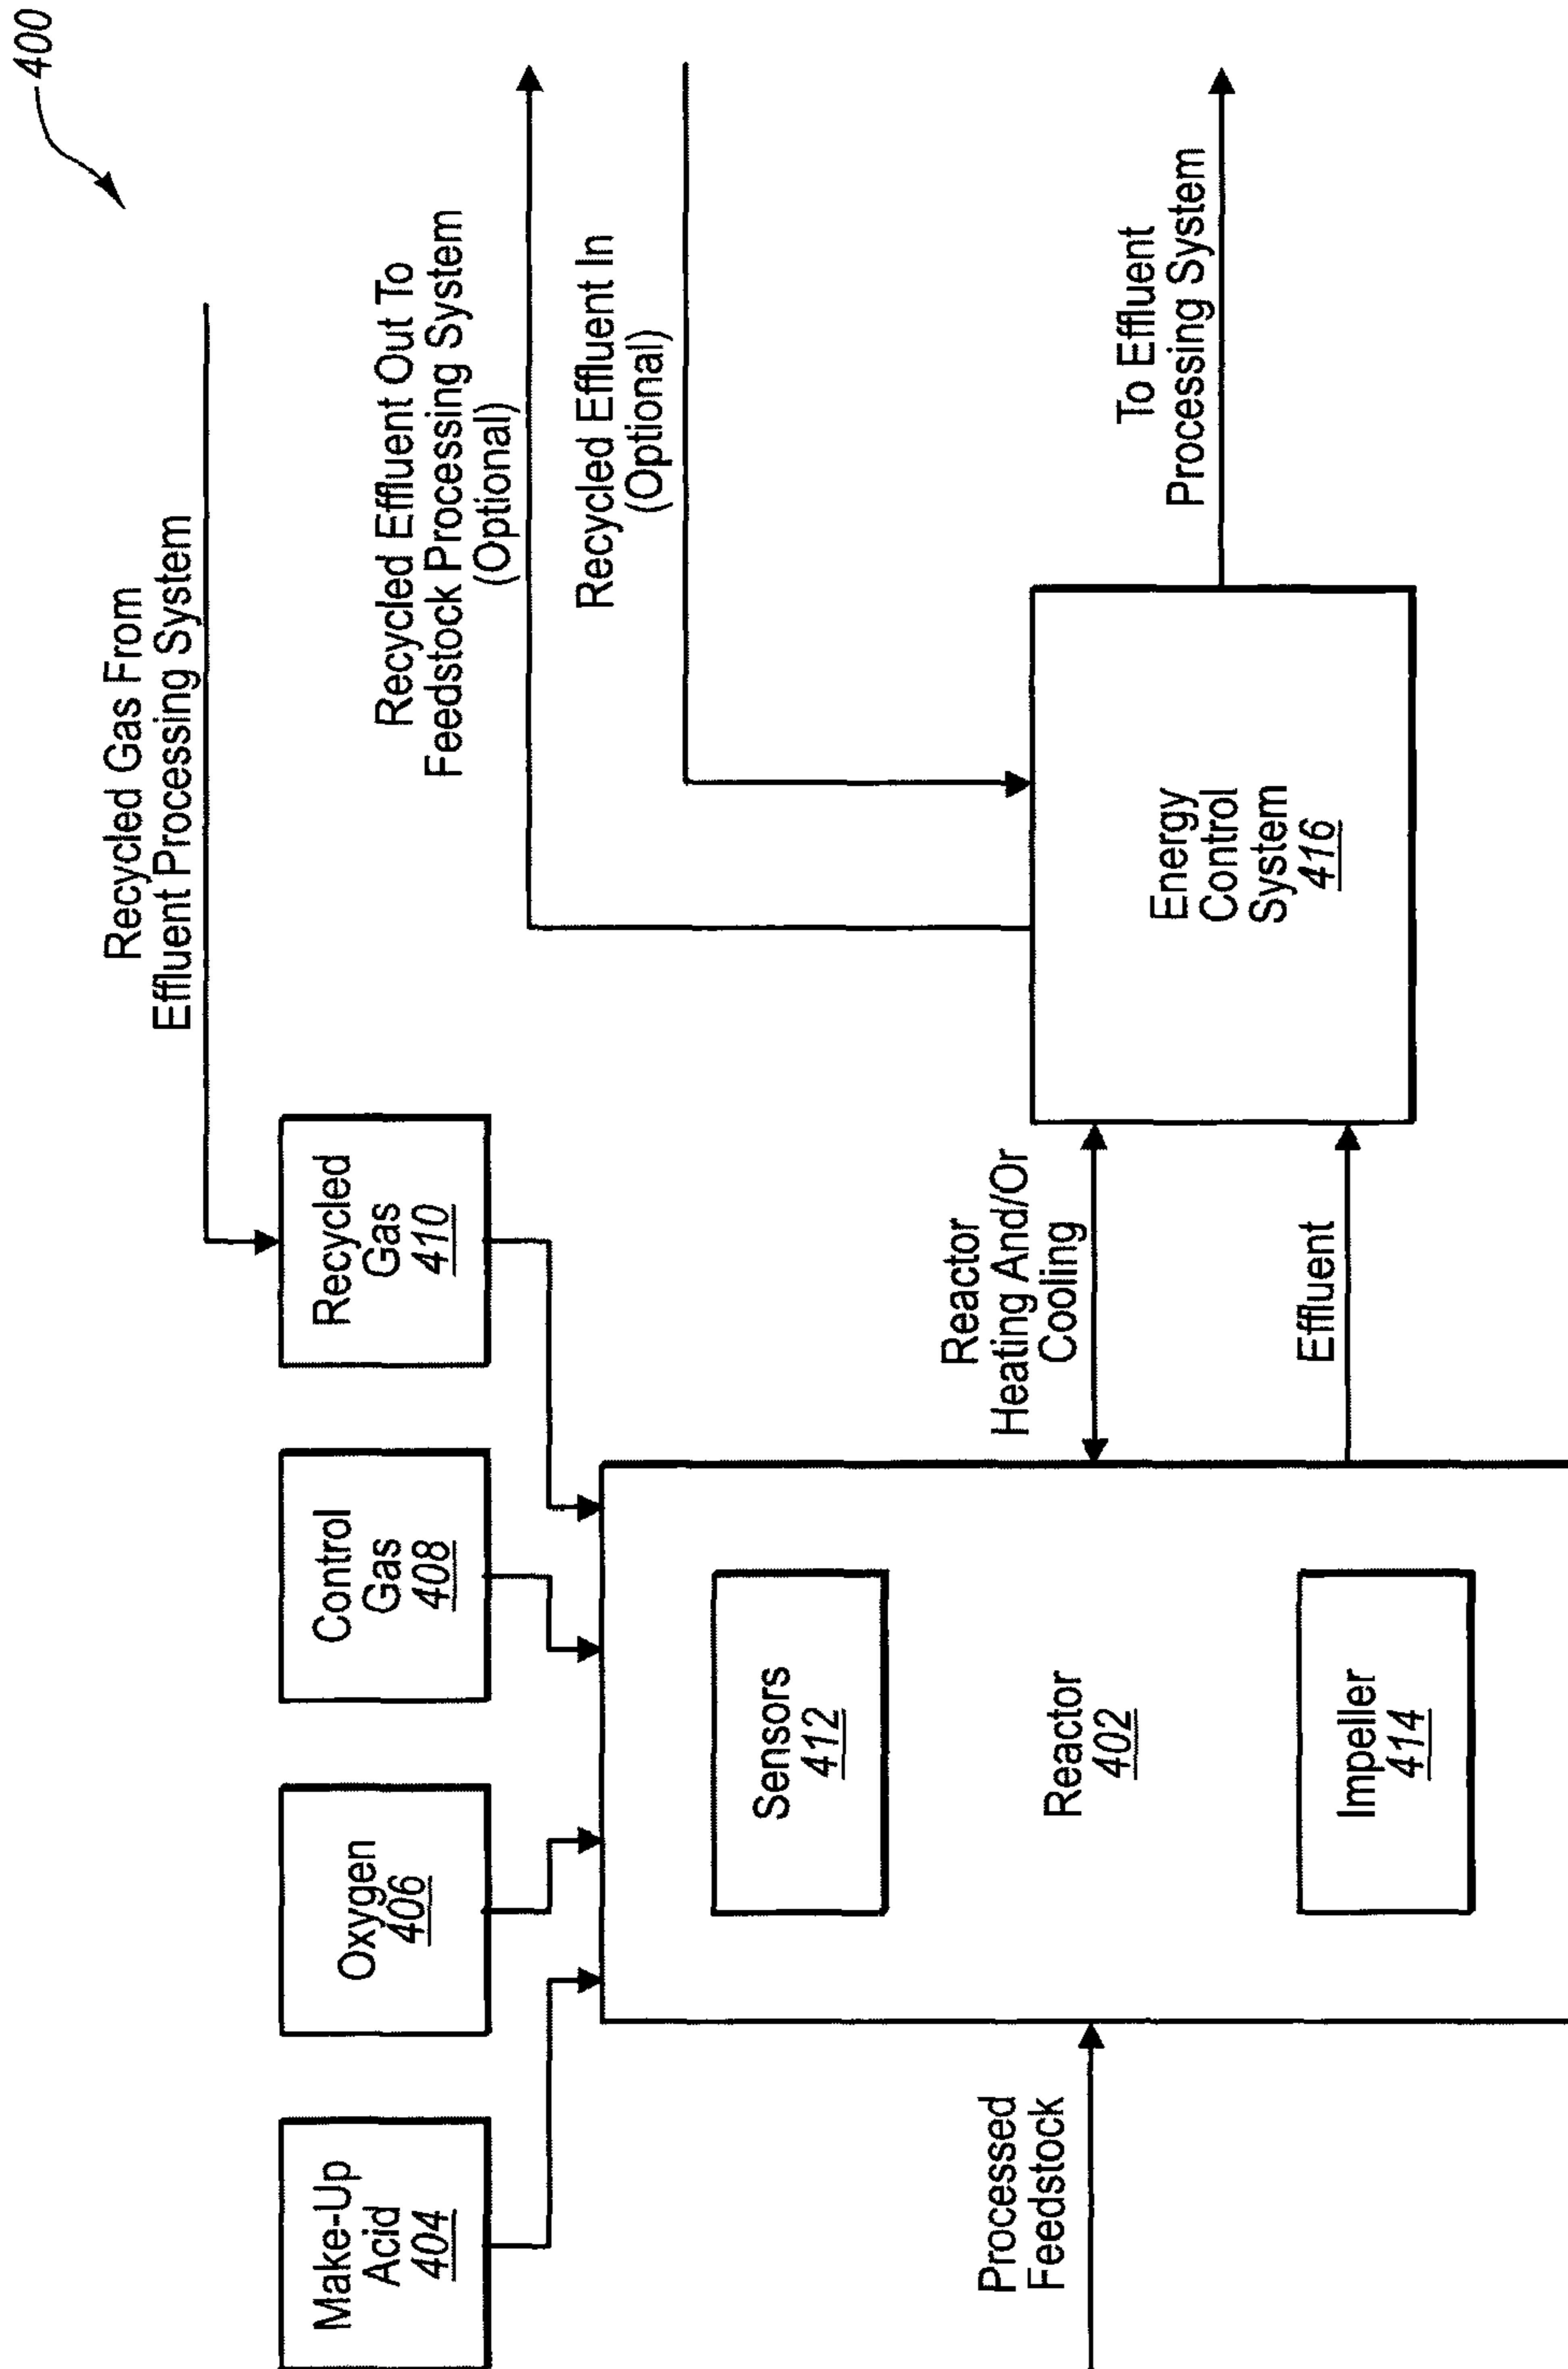 400
Recycled Gas From
Effluent Processing System
Recycled Effluent Out To
Feedstock Processing System
(Optional)
Recycled Effluent In
(Optional)
Make-Up
Acid
404
Oxygen
406
Control
Gas
408
Recycled
Gas
410
Processed
Feedstock
Sensors
412
Reactor
402
Impeller
414
Reactor
Heating And/Or
Cooling
Effluent
Energy
Control
System
416
To Effluent
Processing System